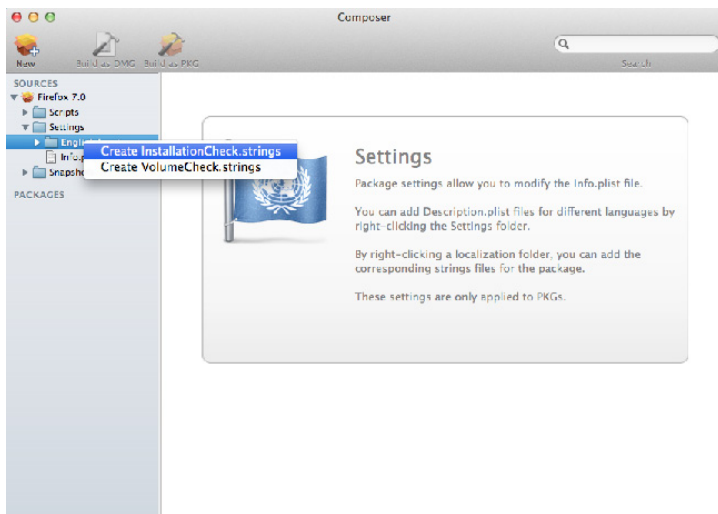 Composer
New
Build as DMG
Build as PKG
Search
SOURCES
Firefox 7.0
Scripts
Settings
Create InstallationCheck.strings
Create VolumeCheck.strings
PACKAGES
Settings
Package settings allow you to modify the Info.plist file.
You can add Description.plist files for different languages by
right-clicking the Settings folder.
By right-clicking a localization folder, you can add the
corresponding strings files for the package.
These settings are only applied to PKGs.